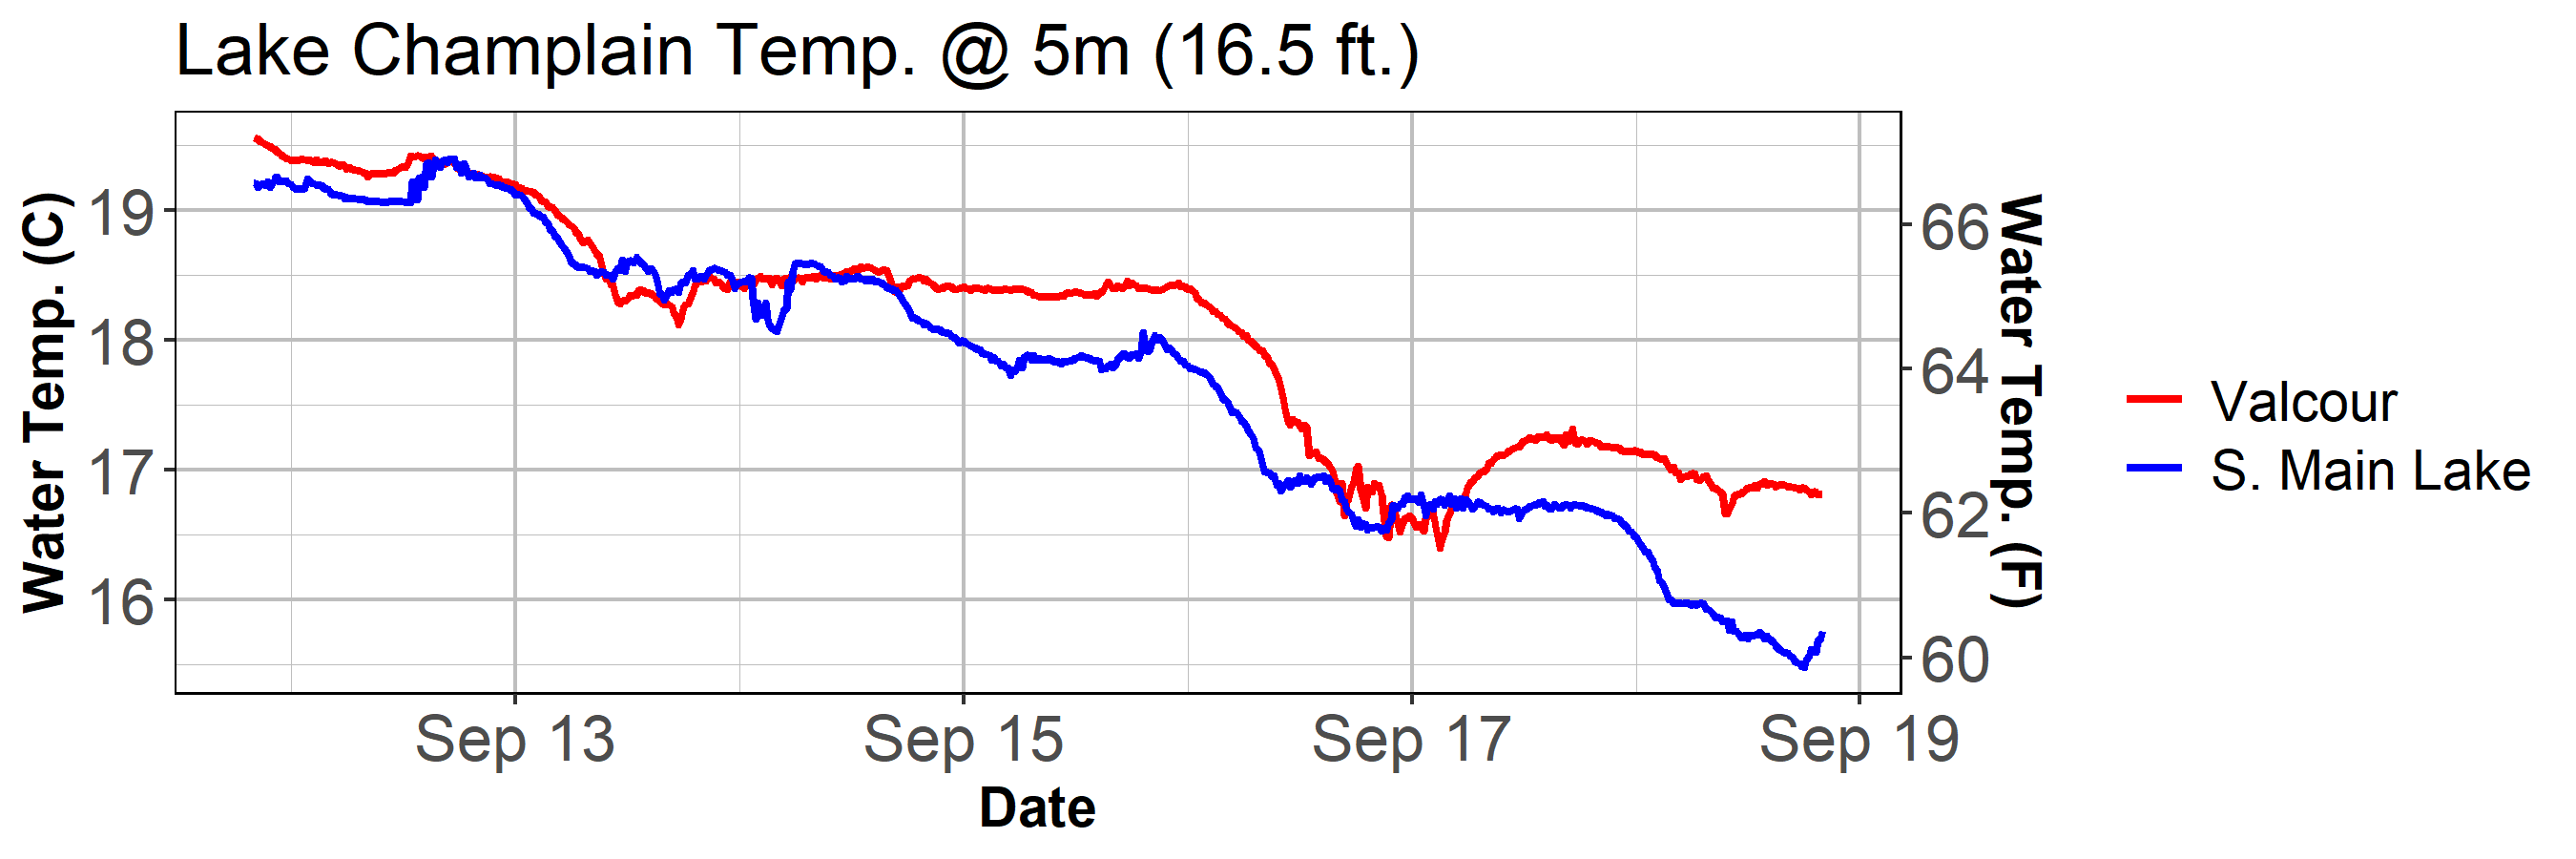 Lake Champlain Temp. @ 5m (16.5 ft.)
Water Temp. (C)
19
18
17
16
66
64
62
60
Water Temp. (F)
Sep 13
Sep 15
Sep 17
Sep 19
Date
Valcour
S. Main Lake